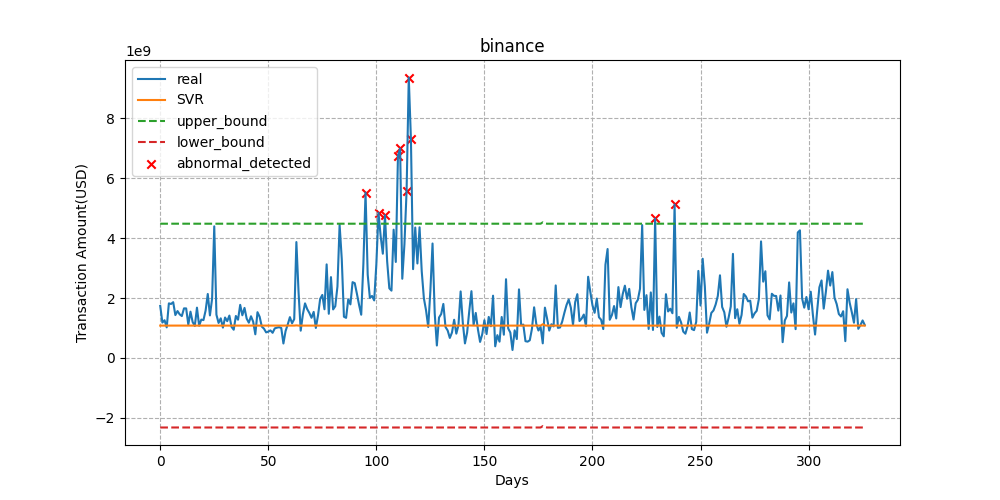 binance
1e9
real
SVR
upper_bound
lower_bound
abnormal_detected
8
6
4
2
0
−2
Transaction Amount(USD)
0 50 100 150 200 250 300
Days